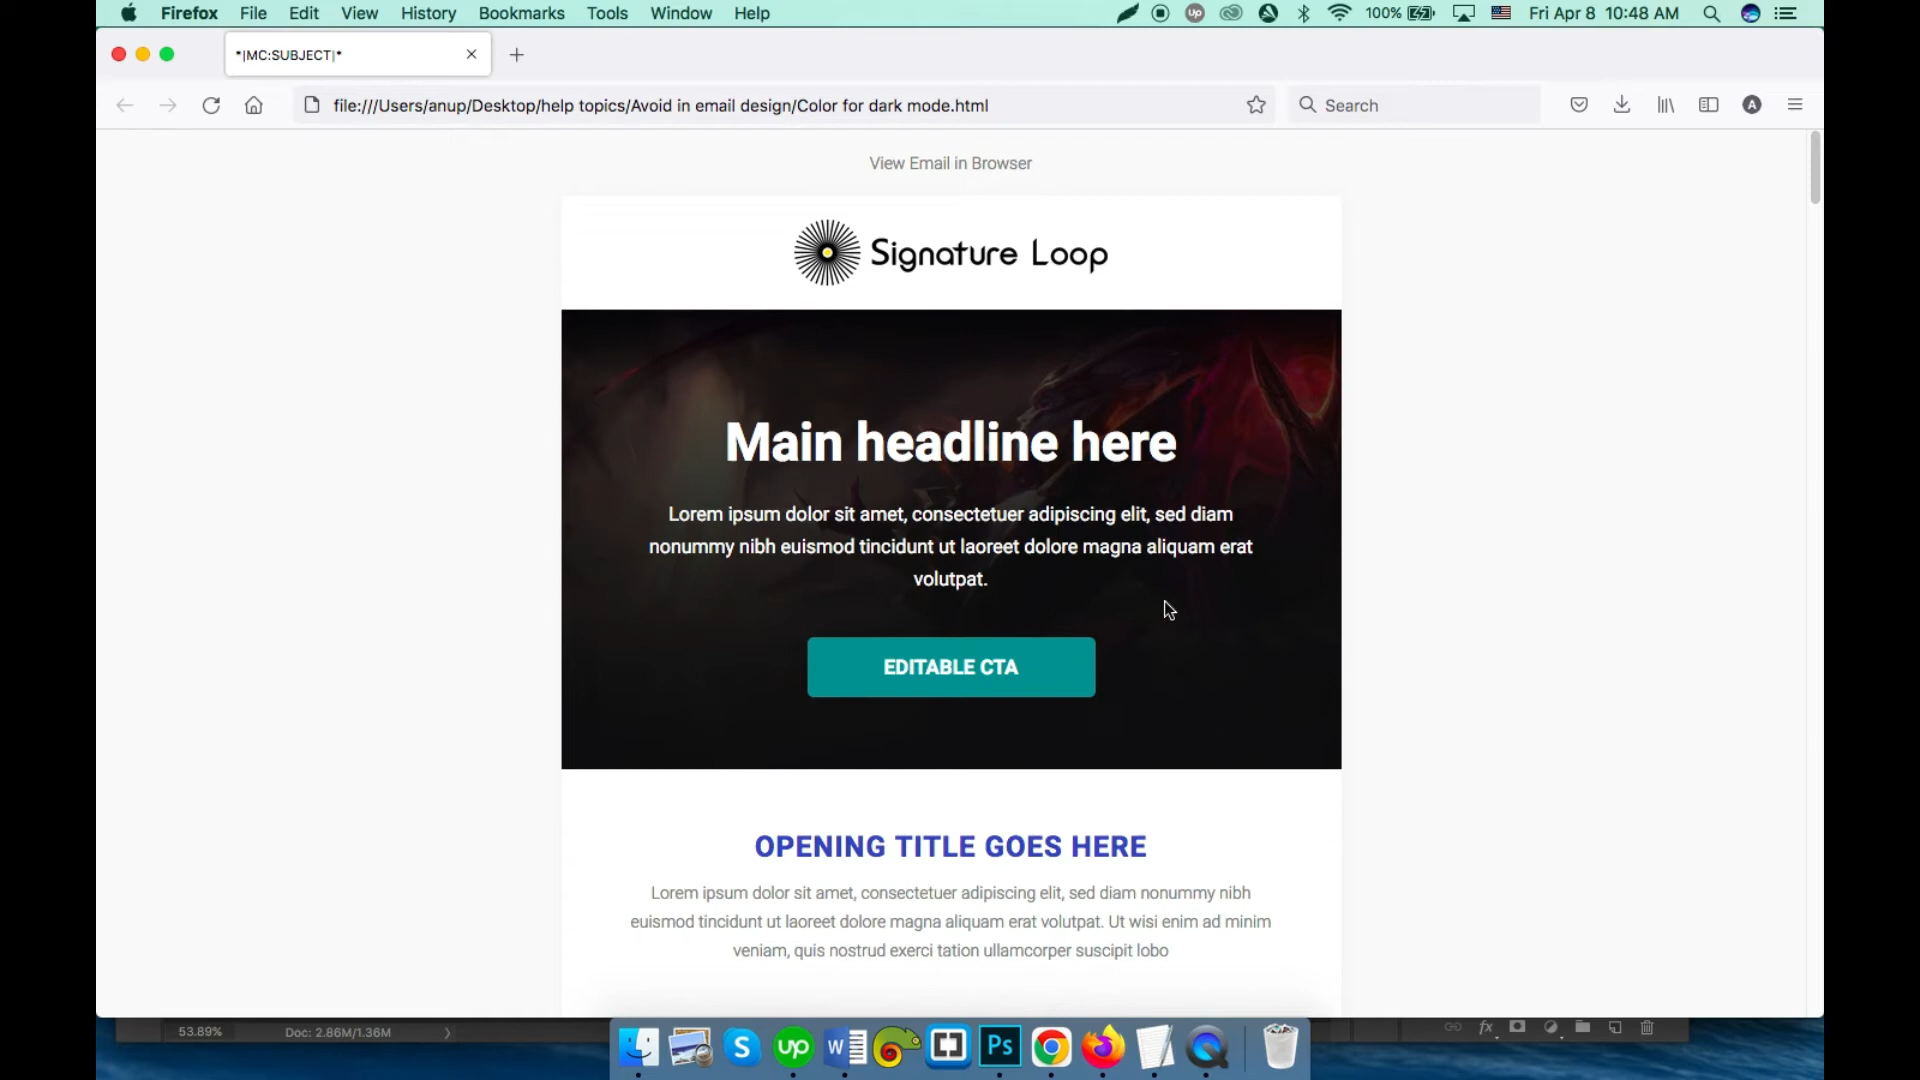 Firefox File Edit View History Bookmarks Tools Window Help
up 100% Fri Apr 8 10:48 AM
*|MC:SUBJECT|*
file:///Users/anup/Desktop/help topics/Avoid in email design/Color for dark mode.html
Search
A
View Email in Browser
Signature Loop
Main headline here
Lorem ipsum dolor sit amet, consectetuer adipiscing elit, sed diam
nonummy nibh euismod tincidunt ut laoreet dolore magna aliquam erat
volutpat.
EDITABLE CTA
OPENING TITLE GOES HERE
Lorem ipsum dolor sit amet, consectetuer adipiscing elit, sed diam nonummy nibh
euismod tincidunt ut laoreet dolore magna aliquam erat volutpat. Ut wisi enim ad minim
veniam, quis nostrud exerci tation ullamcorper suscipit lobo
53.89% Doc: 2.86M/1.36M fx
S up W Ps